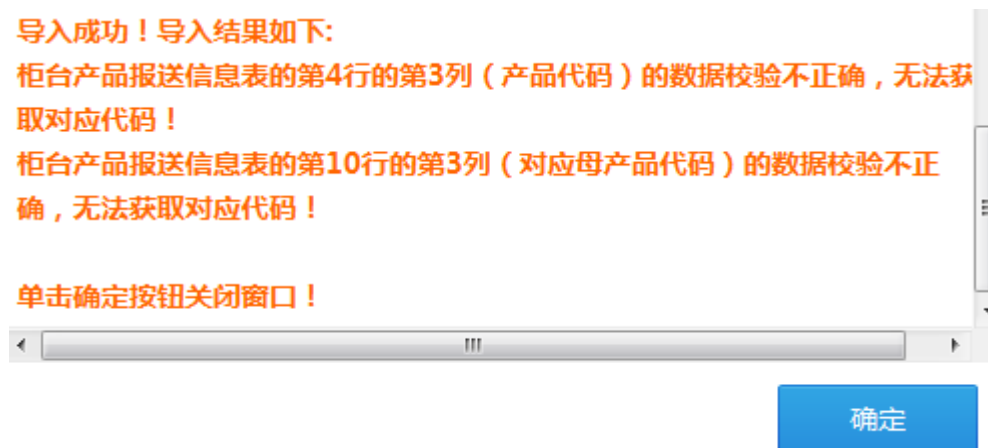 导入成功！导入结果如下:
柜台产品报送信息表的第4行的第3列（产品代码）的数据校验不正确，无法获
取对应代码！
柜台产品报送信息表的第10行的第3列（对应母产品代码）的数据校验不正
确，无法获取对应代码！
单击确定按钮关闭窗口！
确定